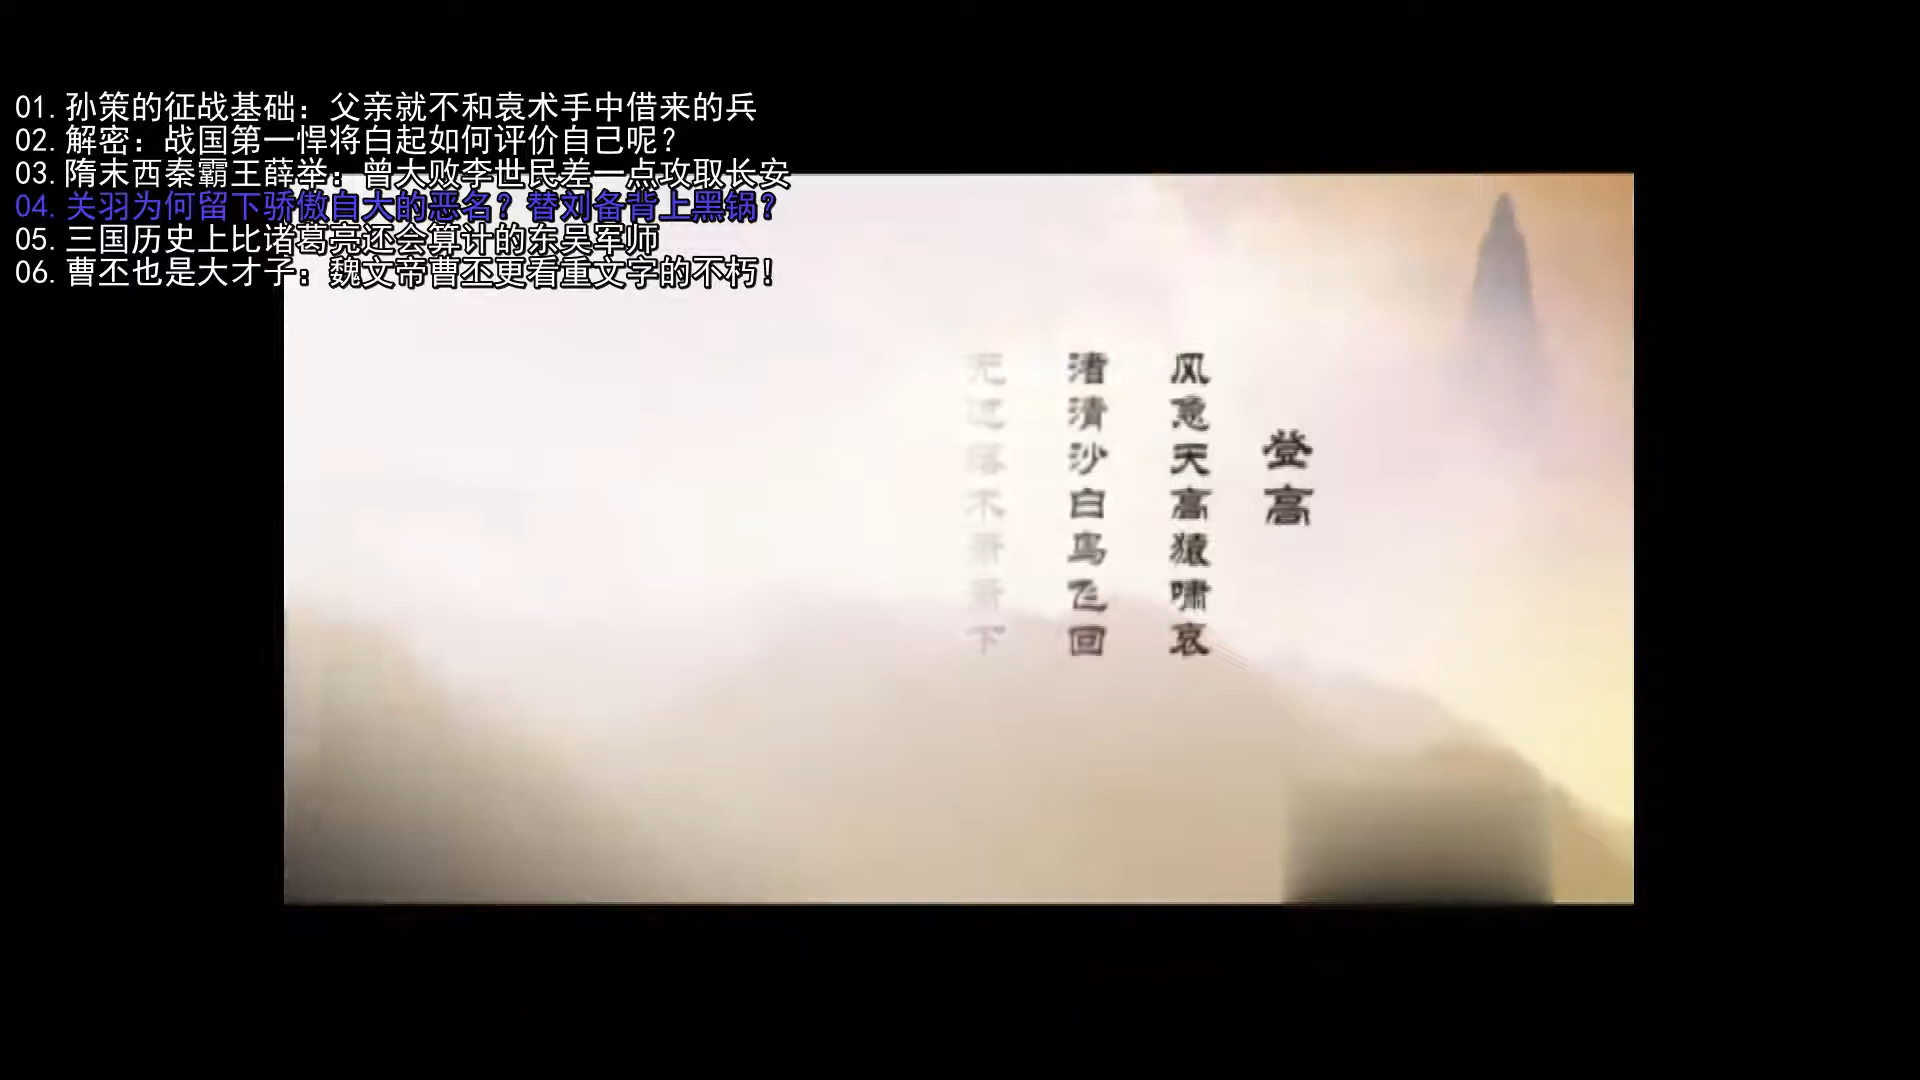 01. 孙策的征战基础：父亲就不和袁术手中借来的兵
02. 解密：战国第一悍将白起如何评价自己呢？
03. 隋末西秦霸王薛举：曾大败李世民差一点攻取长安
04. 关羽为何留下骄傲自大的恶名？替刘备背上黑锅？
05. 三国历史上比诸葛亮还会算计的东吴军师
06. 曹丕也是大才子：魏文帝曹丕更看重文字的不朽！
登高
风急天高猿啸哀
渚清沙白鸟飞回
无边落木萧萧下